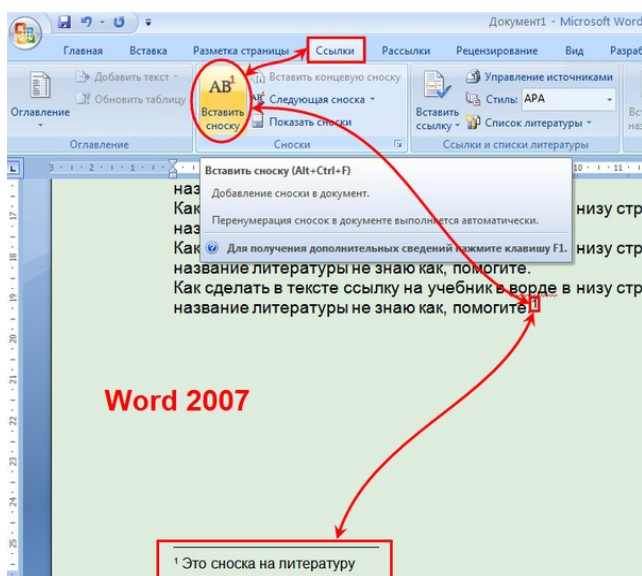 Документ1 - Microsoft Word
Главная Вставка Разметка страницы Ссылки Рассылки Рецензирование Вид Разраб
Добавить текст
Обновить таблицу
Оглавление
Оглавление
AB¹
Вставить сноску
Вставить концевую сноску
AB¹ Следующая сноска
Показать сноски
Сноски
Вставить ссылку
Управление источниками
Стиль: APA
Список литературы
Ссылки и списки литературы
Вставить сноску (Alt+Ctrl+F)
Добавление сноски в документ.
Перенумерация сносок в документе выполняется автоматически.
Для получения дополнительных сведений нажмите клавишу F1.
наз
Как низу стр
наз
Как низу стр
название литературы не знаю как, помогите.
Как сделать в тексте ссылку на учебник в ворде в низу стр
название литературы не знаю как, помогите.¹
Word 2007
¹ Это сноска на литературу